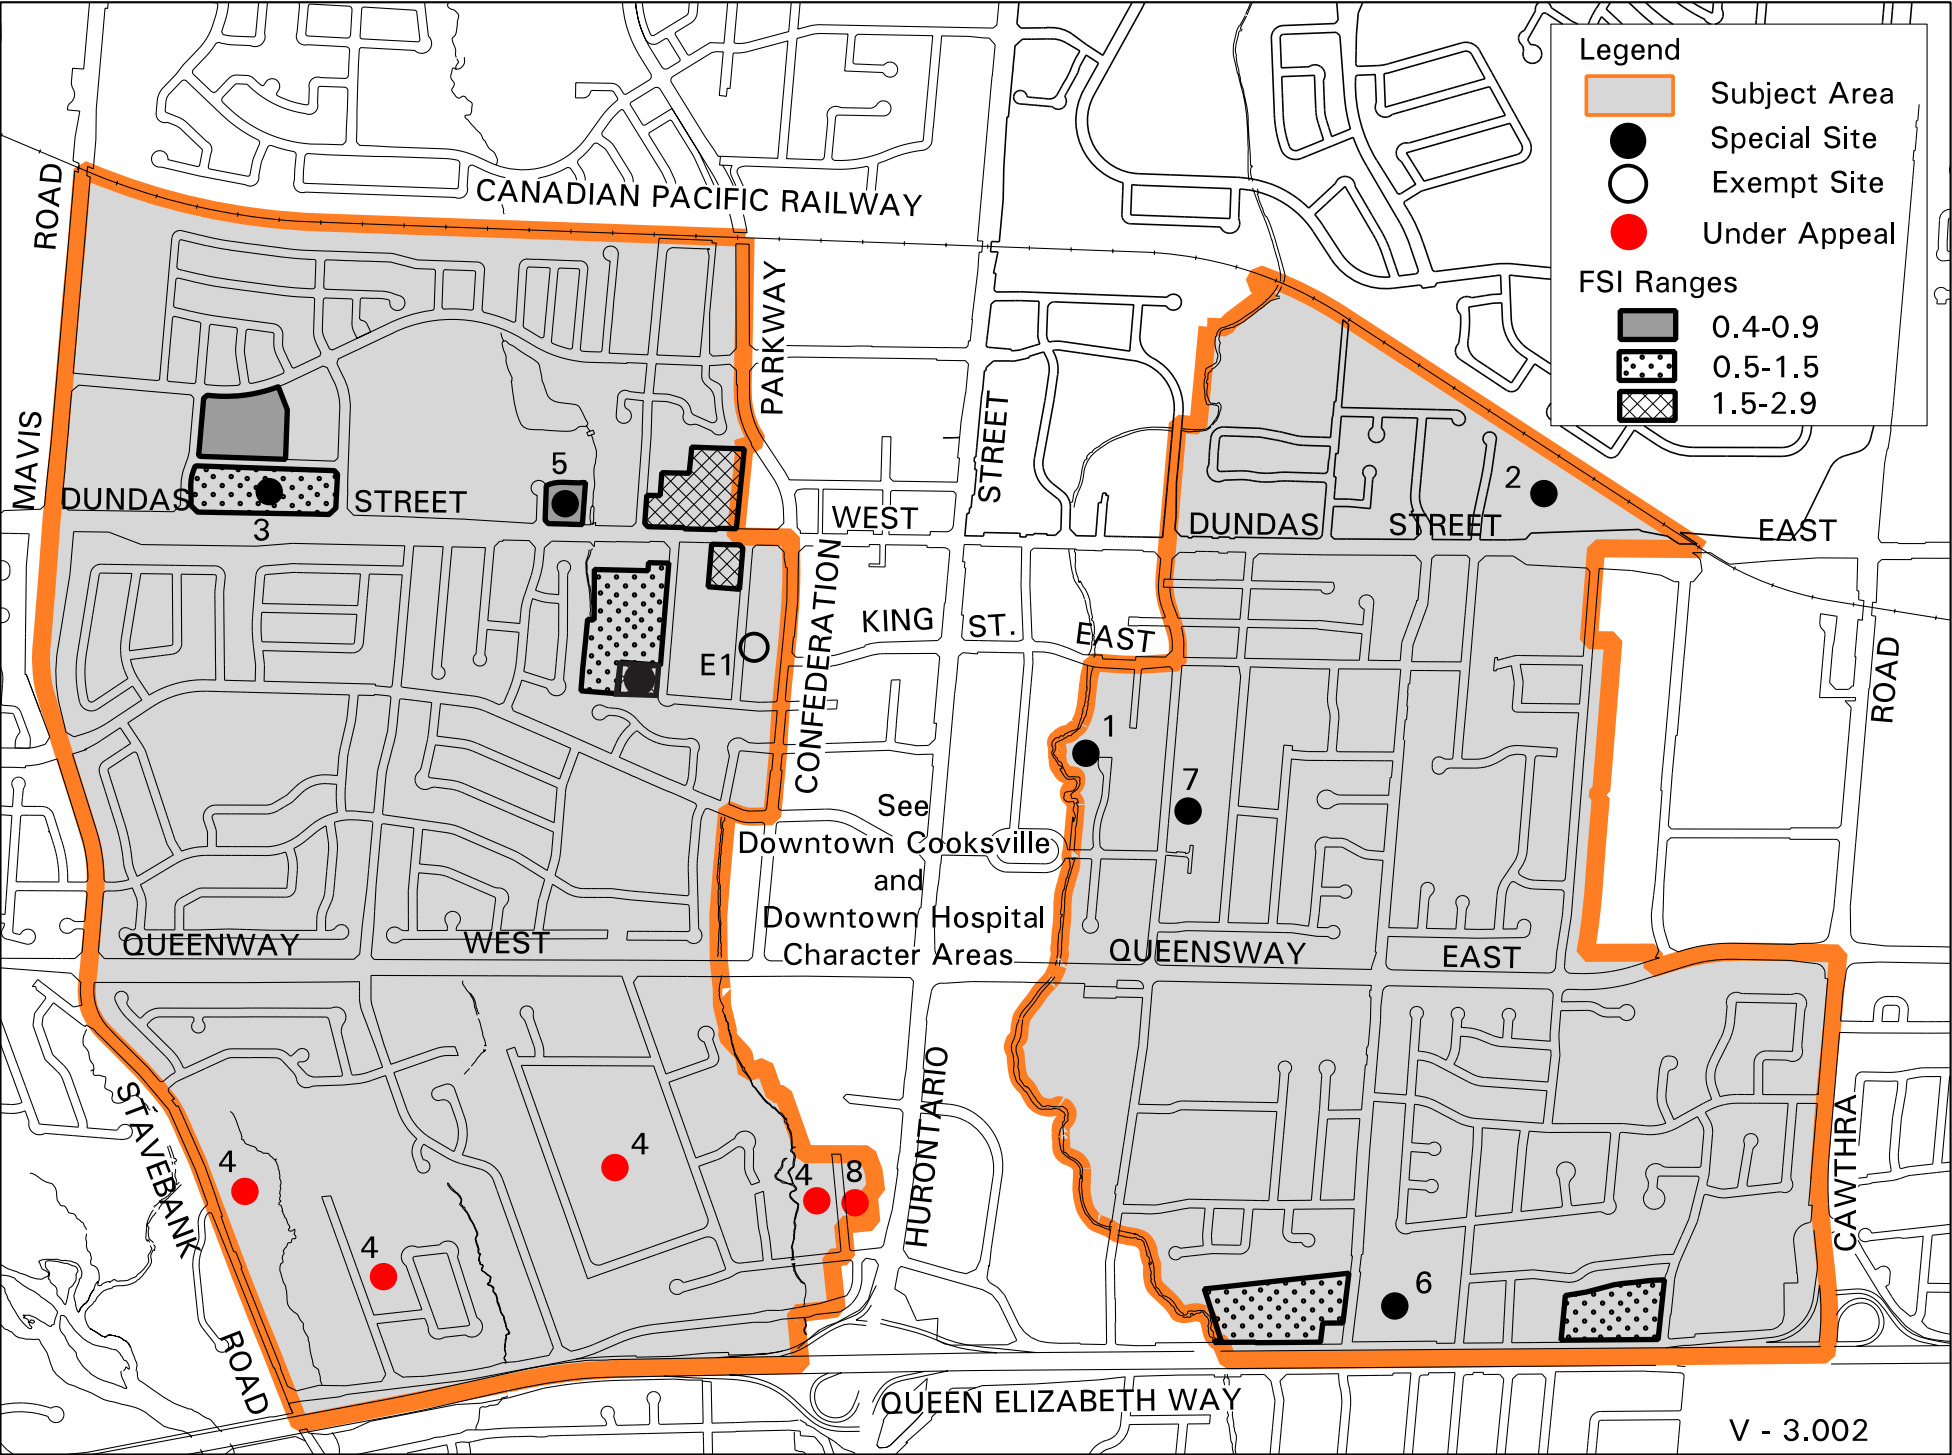 Legend
Subject Area
Special Site
Exempt Site
Under Appeal
FSI Ranges
0.4-0.9
0.5-1.5
1.5-2.9
CANADIAN PACIFIC RAILWAY
ROAD
MAVIS
PARKWAY
STREET
5
2
DUNDAS
STREET
3
WEST
DUNDAS
STREET
EAST
CONFEDERATION
KING
ST.
EAST
E1
ROAD
1
7
See
Downtown Cooksville
and
Downtown Hospital
Character Areas
QUEENWAY
WEST
QUEENSWAY
EAST
HURONTARIO
STAVEBANK
ROAD
CAWTHRA
4
4
4
8
4
6
QUEEN ELIZABETH WAY
V - 3.002